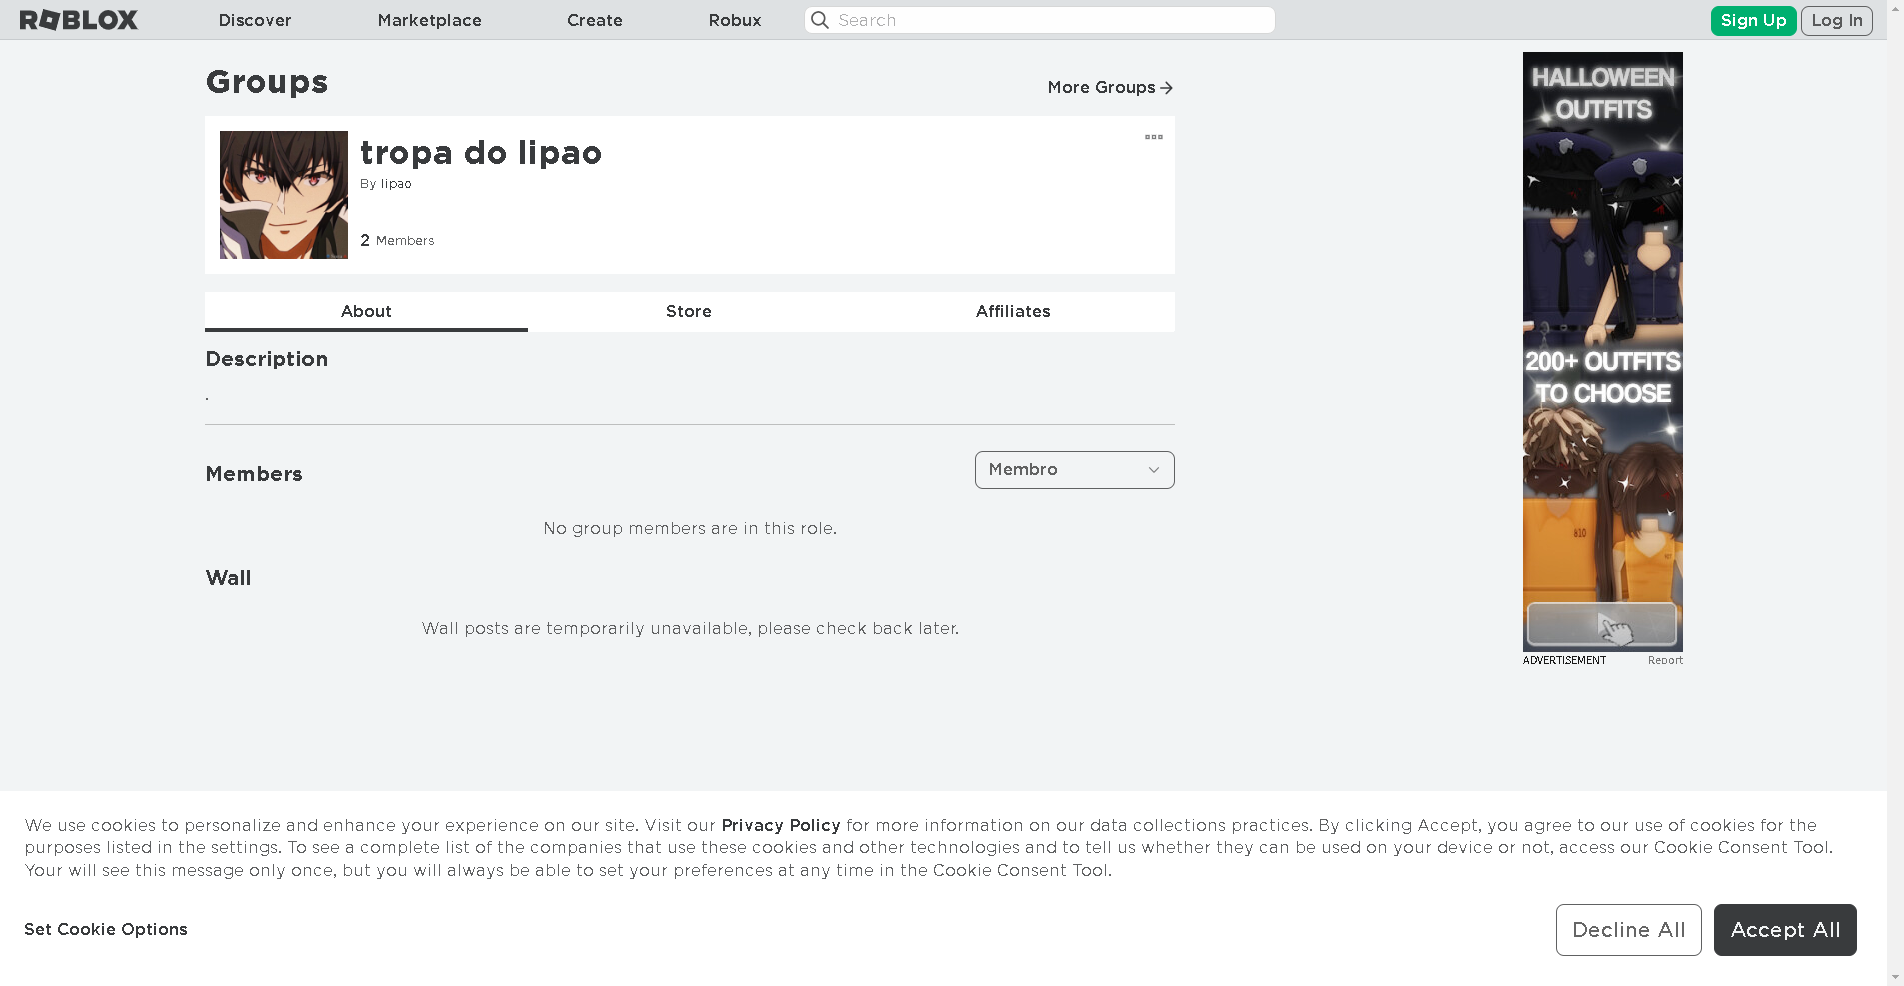 ROBLOX
Discover
Marketplace
Create
Robux
Search
Sign Up
Log In
Groups
More Groups
tropa do lipao
By lipao
2 Members
About
Store
Affiliates
Description
.
Members
Membro
No group members are in this role.
Wall
Wall posts are temporarily unavailable, please check back later.
HALLOWEEN
OUTFITS
200+ OUTFITS
TO CHOOSE
ADVERTISEMENT
Report
We use cookies to personalize and enhance your experience on our site. Visit our Privacy Policy for more information on our data collections practices. By clicking Accept, you agree to our use of cookies for the
purposes listed in the settings. To see a complete list of the companies that use these cookies and other technologies and to tell us whether they can be used on your device or not, access our Cookie Consent Tool.
Your will see this message only once, but you will always be able to set your preferences at any time in the Cookie Consent Tool.
Set Cookie Options
Decline All
Accept All